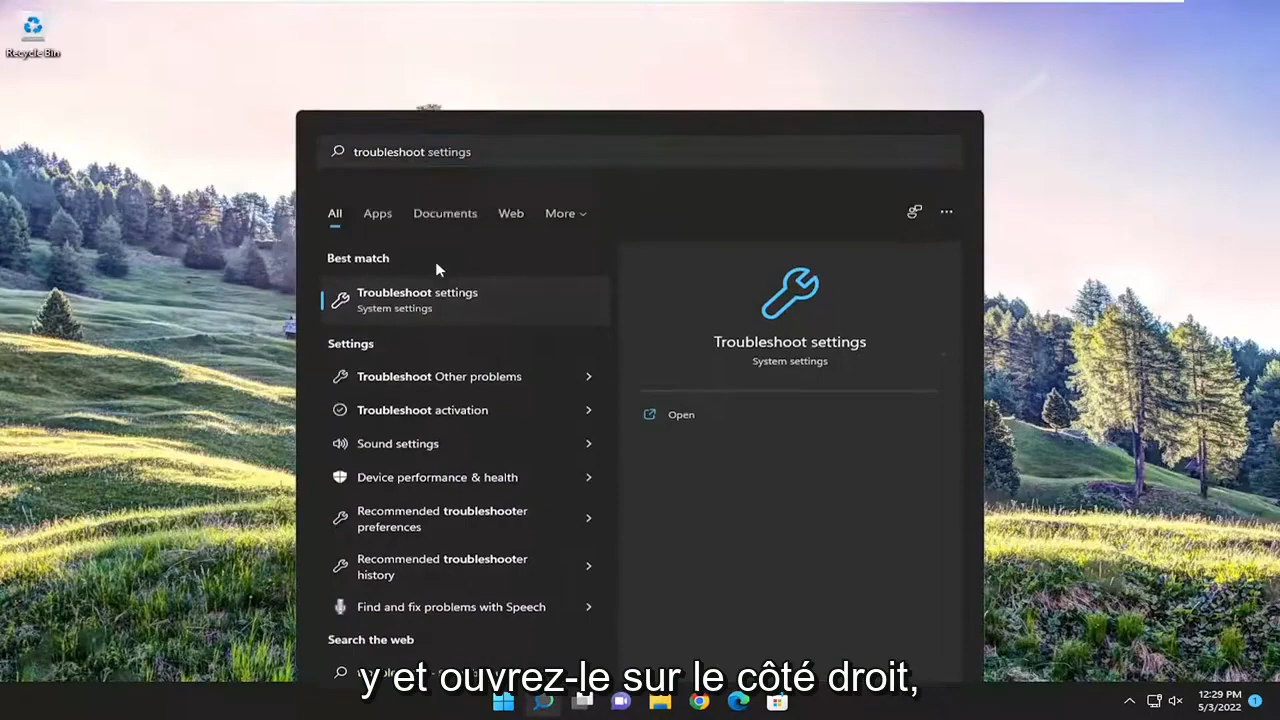 Recycle Bin
troubleshoot settings
All Apps Documents Web More
Best match
Troubleshoot settings
System settings
Settings
Troubleshoot Other problems
Troubleshoot activation
Sound settings
Device performance & health
Recommended troubleshooter
preferences
Recommended troubleshooter
history
Find and fix problems with Speech
Search the web
Troubleshoot settings
System settings
Open
y et ouvrez-le sur le côté droit,
12:29 PM
5/3/2022
1